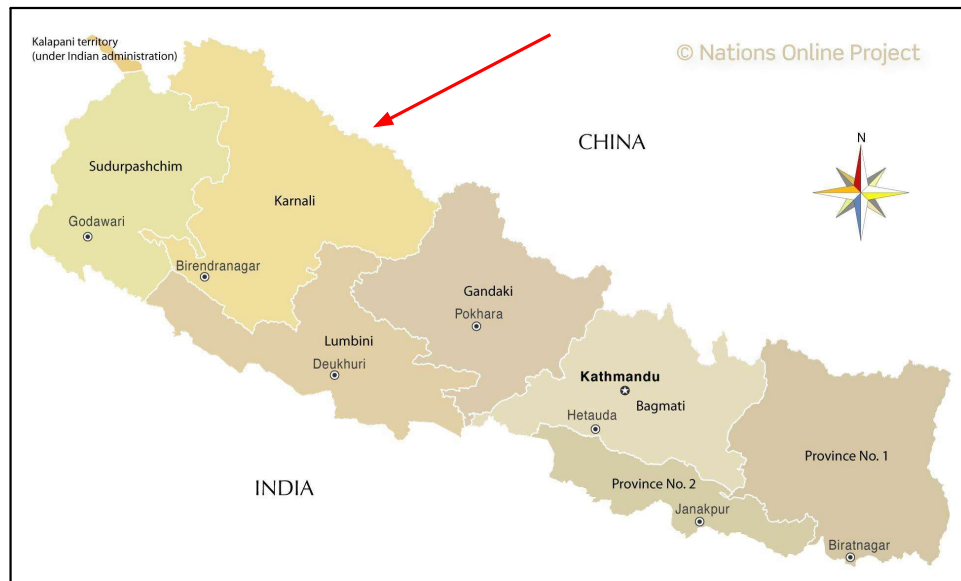 Kalapani territory
(under Indian administration)
© Nations Online Project
N
CHINA
Sudurpashchim
Karnali
Godawari
Birendranagar
Gandaki
Pokhara
Lumbini
Deukhuri
Kathmandu
Bagmati
Hetauda
Province No. 1
Province No. 2
INDIA
Janakpur
Biratnagar